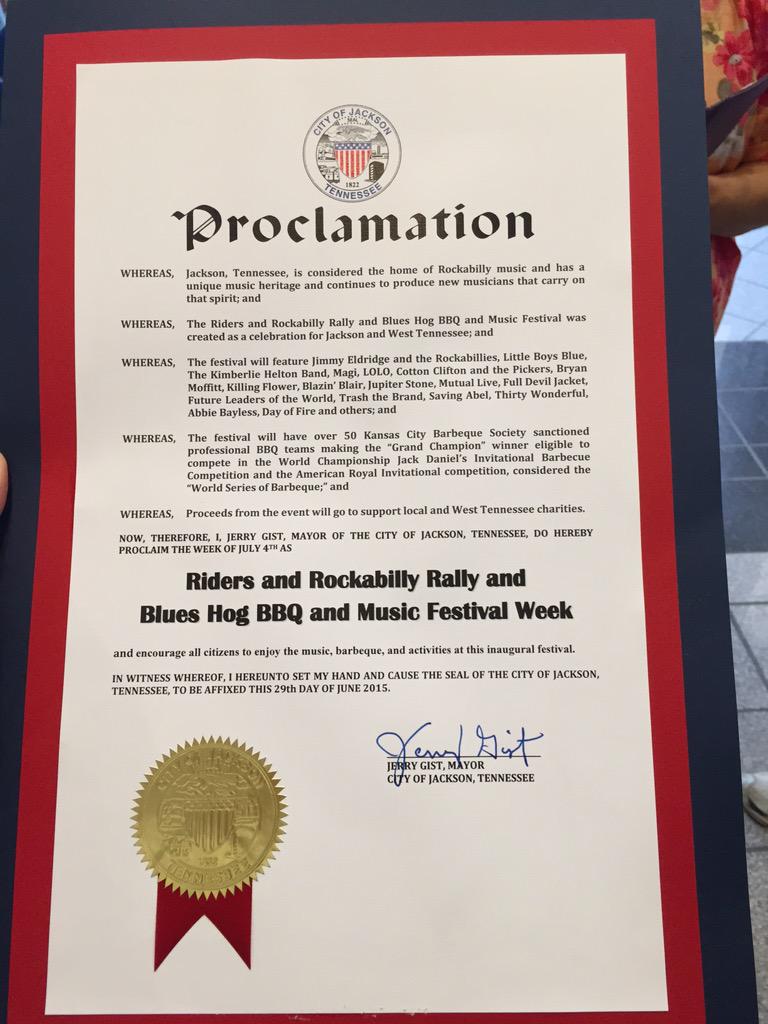 CITY OF JACKSON
1822
TENNESSEE
Proclamation
WHEREAS, Jackson, Tennessee, is considered the home of Rockabilly music and has a
unique music heritage and continues to produce new musicians that carry on
that spirit; and
WHEREAS, The Riders and Rockabilly Rally and Blues Hog BBQ and Music Festival was
created as a celebration for Jackson and West Tennessee; and
WHEREAS, The festival will feature Jimmy Eldridge and the Rockabillies, Little Boys Blue,
The Kimberlie Helton Band, Magi, LOLO, Cotton Clifton and the Pickers, Bryan
Moffitt, Killing Flower, Blazin' Blair, Jupiter Stone, Mutual Live, Full Devil Jacket,
Future Leaders of the World, Trash the Brand, Saving Abel, Thirty Wonderful,
Abbie Bayless, Day of Fire and others; and
WHEREAS, The festival will have over 50 Kansas City Barbeque Society sanctioned
professional BBQ teams making the "Grand Champion" winner eligible to
compete in the World Championship Jack Daniel's Invitational Barbecue
Competition and the American Royal Invitational competition, considered the
"World Series of Barbeque;" and
WHEREAS, Proceeds from the event will go to support local and West Tennessee charities.
NOW, THEREFORE, I, JERRY GIST, MAYOR OF THE CITY OF JACKSON, TENNESSEE, DO HEREBY
PROCLAIM THE WEEK OF JULY 4TH AS
Riders and Rockabilly Rally and
Blues Hog BBQ and Music Festival Week
and encourage all citizens to enjoy the music, barbeque, and activities at this inaugural festival.
IN WITNESS WHEREOF, I HEREUNTO SET MY HAND AND CAUSE THE SEAL OF THE CITY OF JACKSON,
TENNESSEE, TO BE AFFIXED THIS 29th DAY OF JUNE 2015.
Jerry Gist
JERRY GIST, MAYOR
CITY OF JACKSON, TENNESSEE
CITY OF JACKSON
1822
TENNESSEE